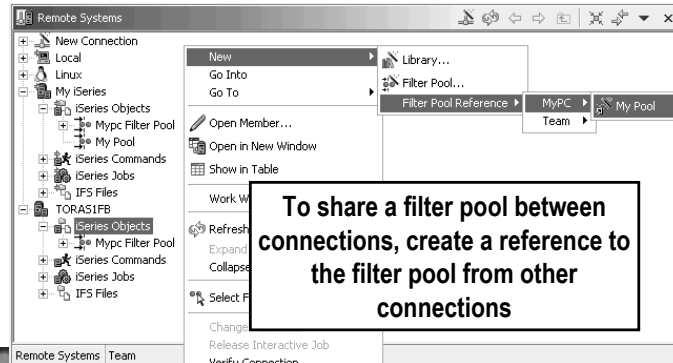 Remote Systems
New Connection
Local
Linux
My iSeries
iSeries Objects
Mypc Filter Pool
My Pool
iSeries Commands
iSeries Jobs
IFS Files
TORAS1FB
iSeries Objects
Mypc Filter Pool
iSeries Commands
iSeries Jobs
IFS Files
New
Go Into
Go To
Open Member...
Open in New Window
Show in Table
Work W
Refresh
Expand
Collapse
Select F
Change
Release Interactive Job
Verify Connection
Library...
Filter Pool...
Filter Pool Reference
MyPC
Team
My Pool
To share a filter pool between
connections, create a reference to
the filter pool from other
connections
Remote Systems
Team